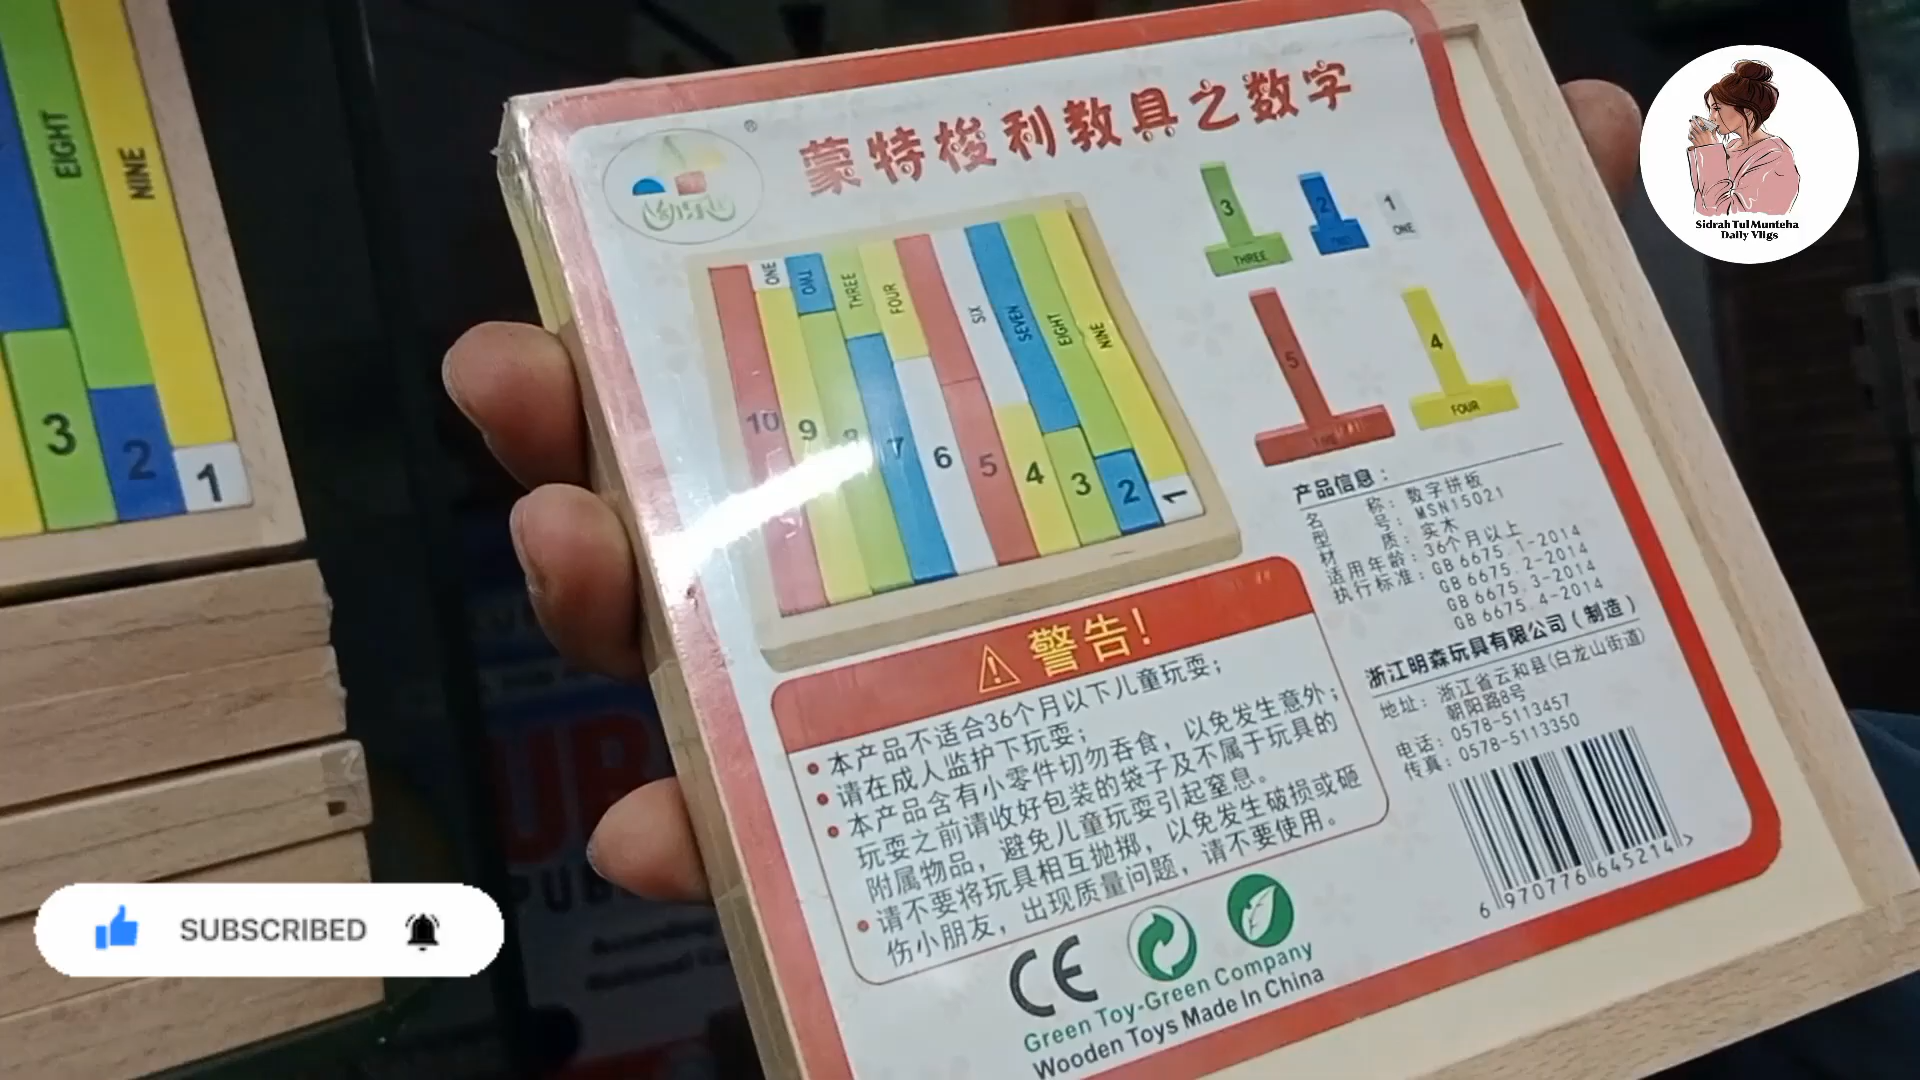 EIGHT
NINE
3
2
1
®
蒙特梭利教具之数字
3
THREE
2
TWO
1
ONE
5
4
FOUR
ONE
TWO
THREE
FOUR
SIX
SEVEN
EIGHT
NINE
10
9
8
7
6
5
4
3
2
1
产品信息：
名 称：数字拼板
型 号：MSN15021
材 质：实木
适用年龄：36个月以上
执行标准：GB 6675.1-2014
GB 6675.2-2014
GB 6675.3-2014
GB 6675.4-2014
浙江明森玩具有限公司（制造）
地址：浙江省云和县(白龙山街道)
朝阳路8号
电话：0578-5113457
传真：0578-5113350
6 970776 645214 >
警告!
本产品不适合36个月以下儿童玩耍；
请在成人监护下玩耍；
本产品含有小零件切勿吞食，以免发生意外；
玩耍之前请收好包装的袋子及不属于玩具的
附属物品，避免儿童玩耍引起窒息。
请不要将玩具相互抛掷，以免发生破损或砸
伤小朋友，出现质量问题，请不要使用。
CE
Green Toy-Green Company
Wooden Toys Made In China
Sidrah Tul Munteha
Daily Vllgs
SUBSCRIBED